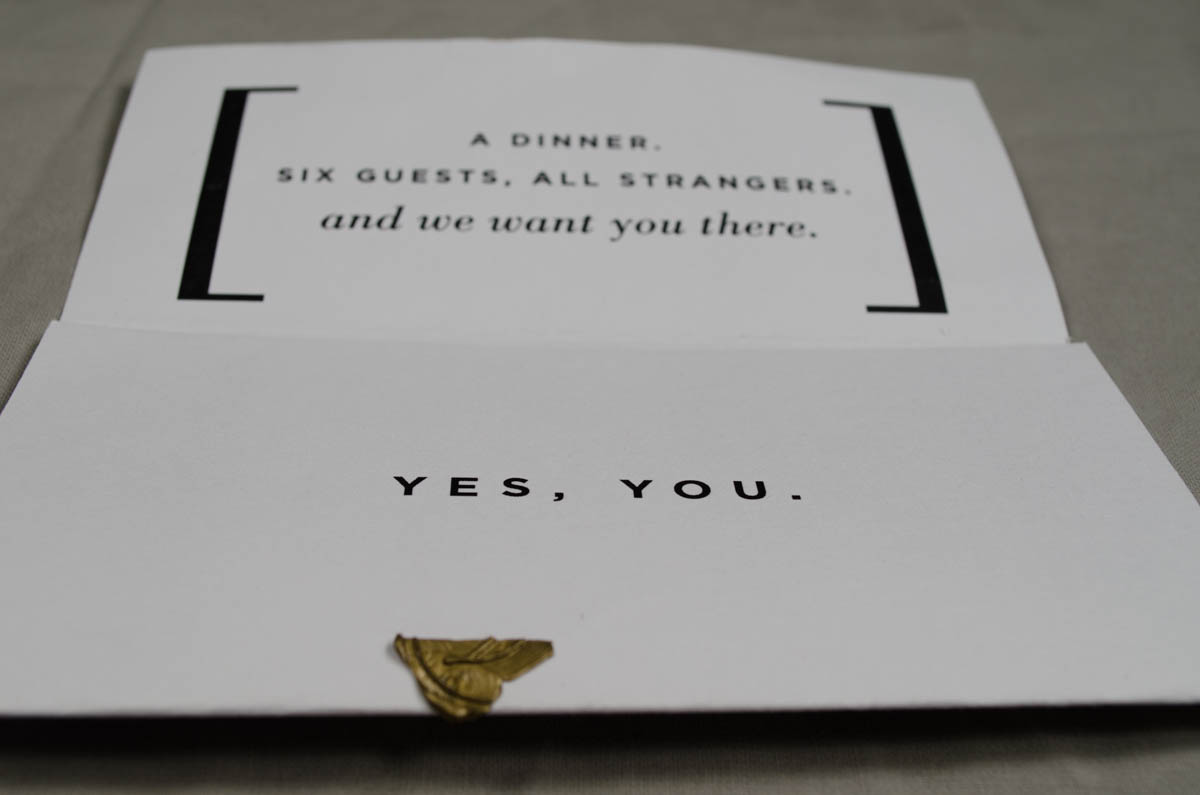 A DINNER.
SIX GUESTS, ALL STRANGERS.
and we want you there.
YES, YOU.